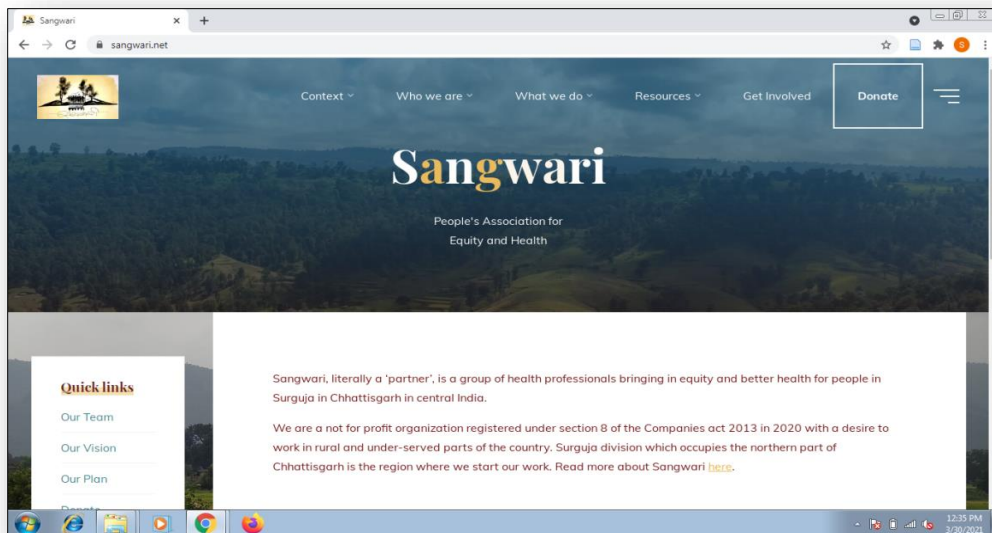 Sangwari
sangwari.net
S
Context
Who we are
What we do
Resources
Get Involved
Donate
Sangwari
People's Association for
Equity and Health
Quick links
Our Team
Our Vision
Our Plan
Donate
Sangwari, literally a ‘partner’, is a group of health professionals bringing in equity and better health for people in
Surguja in Chhattisgarh in central India.
We are a not for profit organization registered under section 8 of the Companies act 2013 in 2020 with a desire to
work in rural and under-served parts of the country. Surguja division which occupies the northern part of
Chhattisgarh is the region where we start our work. Read more about Sangwari here.
12:35 PM
3/30/2021